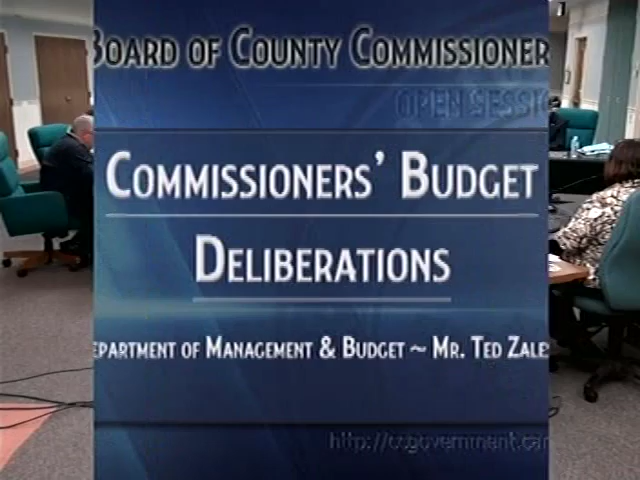 BOARD OF COUNTY COMMISSIONER
OPEN SESSI
COMMISSIONERS' BUDGET
DELIBERATIONS
EPARTMENT OF MANAGEMENT & BUDGET ~ MR. TED ZALE
http://ccgovernment.car